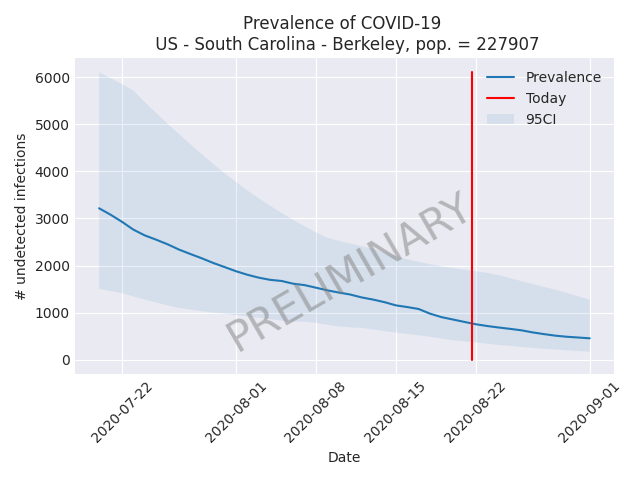 Prevalence of COVID-19
US - South Carolina - Berkeley, pop. = 227907
# undetected infections
6000
5000
4000
3000
2000
1000
0
Prevalence
Today
95CI
PRELIMINARY
2020-07-22
2020-08-01
2020-08-08
2020-08-15
2020-08-22
2020-09-01
Date